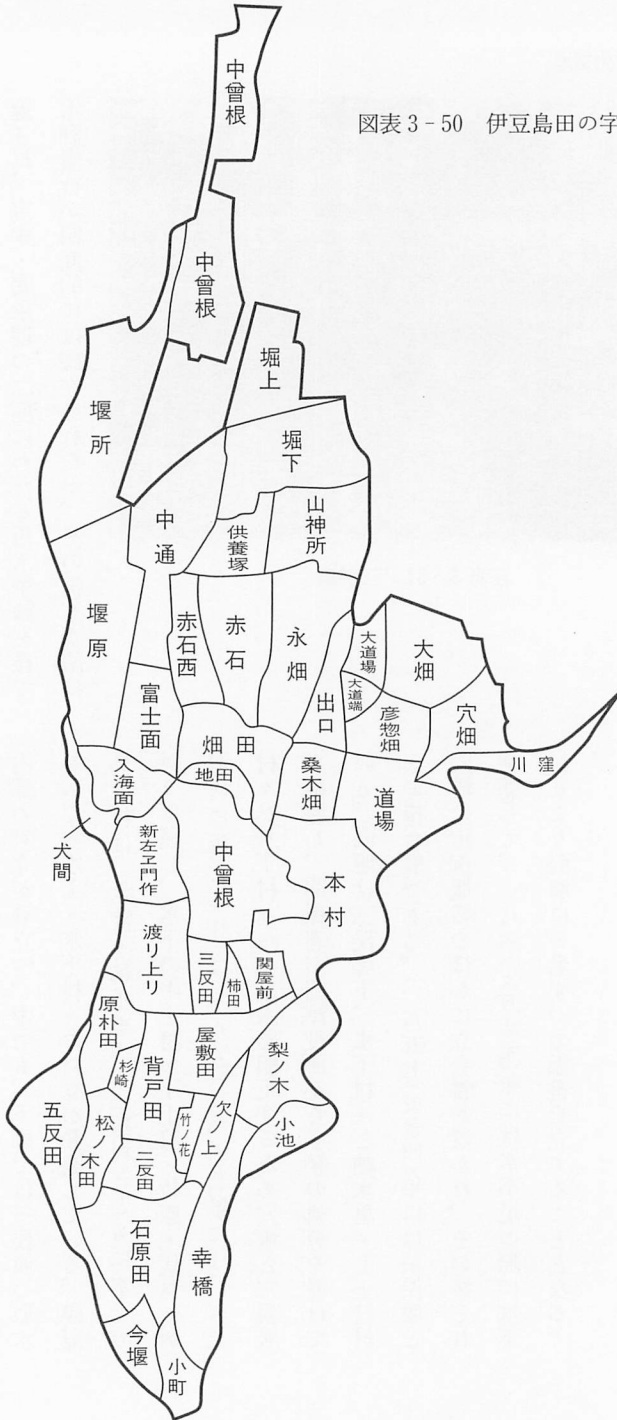 図表3-50 伊豆島田の字
中曽根
中曽根
堀上
堰所
堀下
中通
供養塚
山神所
堰原
赤石西
赤石
永畑
出口
大道場
大畑
大道端
彦惣畑
穴畑
川窪
富士面
畑田
地田
桑木畑
道場
入海面
犬間
新左ヱ門作
中曽根
本村
渡リ上リ
三反田
柿田
関屋前
原朴田
杉崎
背戸田
屋敷田
梨ノ木
五反田
松ノ木田
竹ノ花
欠ノ上
小池
二反田
石原田
幸橋
今堰
小町